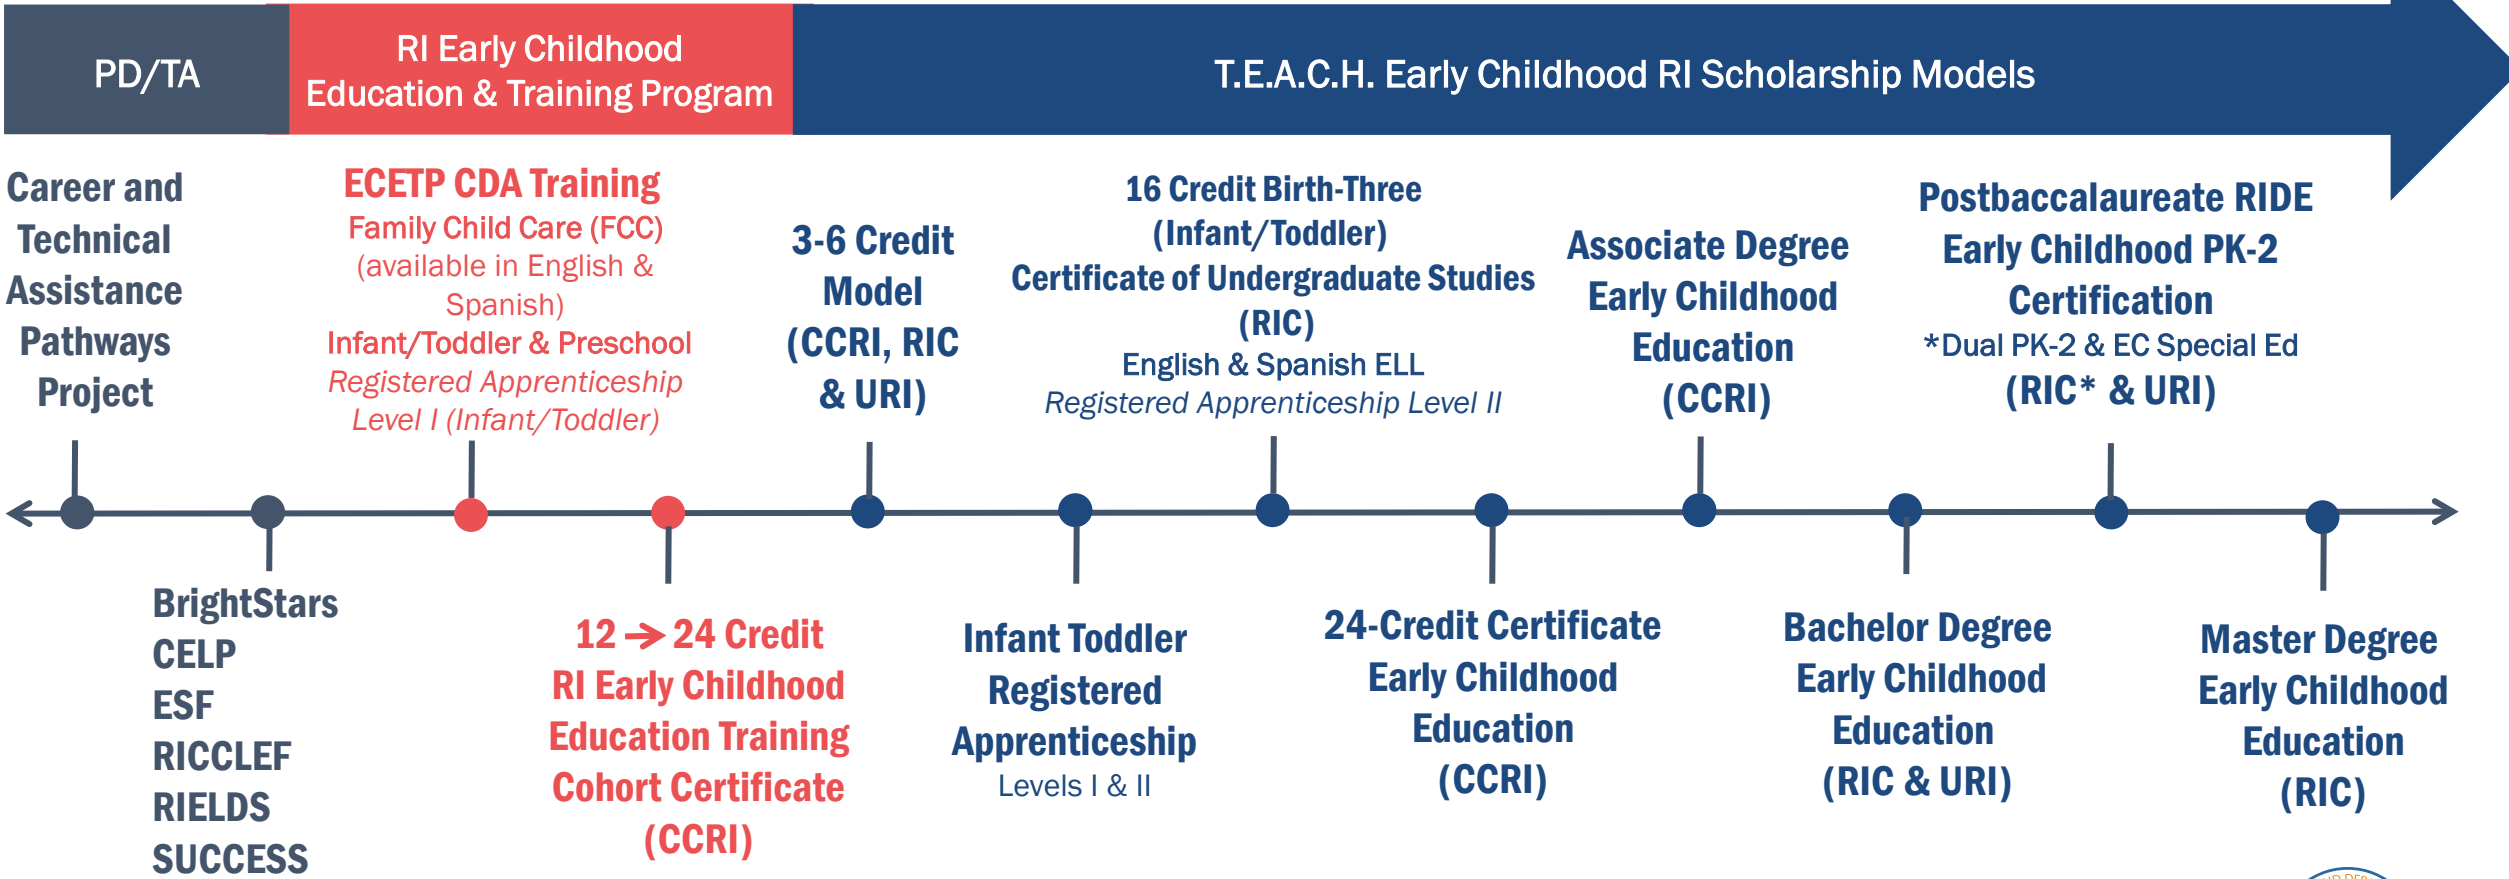 PD/TA
RI Early Childhood
Education & Training Program
T.E.A.C.H. Early Childhood RI Scholarship Models
Career and
Technical
Assistance
Pathways
Project
ECETP CDA Training
Family Child Care (FCC)
(available in English &
Spanish)
Infant/Toddler & Preschool
Registered Apprenticeship
Level I (Infant/Toddler)
3-6 Credit
Model
(CCRI, RIC
& URI)
16 Credit Birth-Three
(Infant/Toddler)
Certificate of Undergraduate Studies
(RIC)
English & Spanish ELL
Registered Apprenticeship Level II
Associate Degree
Early Childhood
Education
(CCRI)
Postbaccalaureate RIDE
Early Childhood PK-2
Certification
*Dual PK-2 & EC Special Ed
(RIC* & URI)
BrightStars
CELP
ESF
RICCLEF
RIELDS
SUCCESS
12 → 24 Credit
RI Early Childhood
Education Training
Cohort Certificate
(CCRI)
Infant Toddler
Registered
Apprenticeship
Levels I & II
24-Credit Certificate
Early Childhood
Education
(CCRI)
Bachelor Degree
Early Childhood
Education
(RIC & URI)
Master Degree
Early Childhood
Education
(RIC)